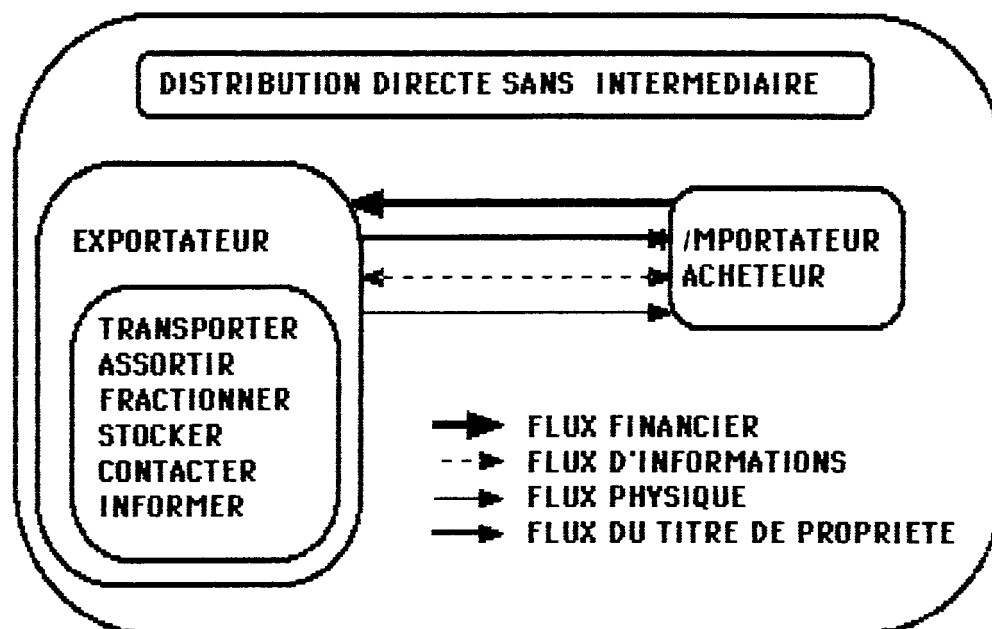 DISTRIBUTION DIRECTE SANS INTERMEDIAIRE
EXPORTATEUR
TRANSPORTER
ASSORTIR
FRACTIONNER
STOCKER
CONTACTER
INFORMER
/MPORTATEUR
ACHETEUR
FLUX FINANCIER
FLUX D'INFORMATIONS
FLUX PHYSIQUE
FLUX DU TITRE DE PROPRIETE